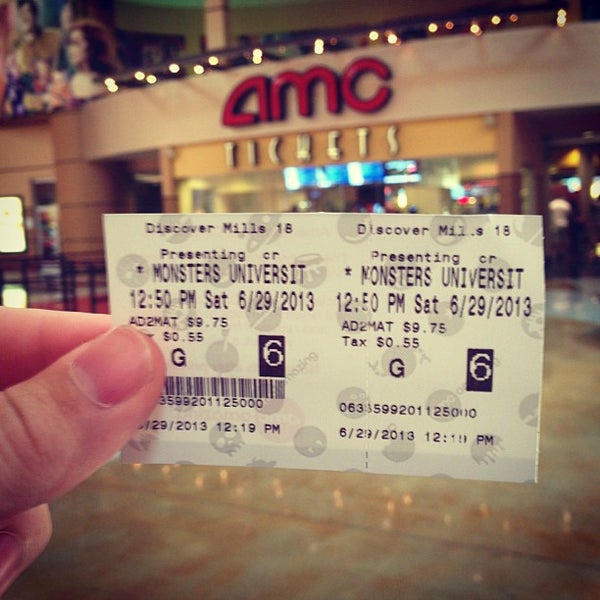 amc
TICKETS
Discover Mills 18
Presenting cr
* MONSTERS UNIVERSIT
12:50 PM Sat 6/29/2013
AD2MAT $9.75
$0.55
G
6
3599201125000
/29/2013 12:19 PM
Discover Mills 18
Presenting cr
* MONSTERS UNIVERSIT
12:50 PM Sat 6/29/2013
AD2MAT $9.75
Tax $0.55
G
6
0633599201125000
6/29/2013 12:19 PM